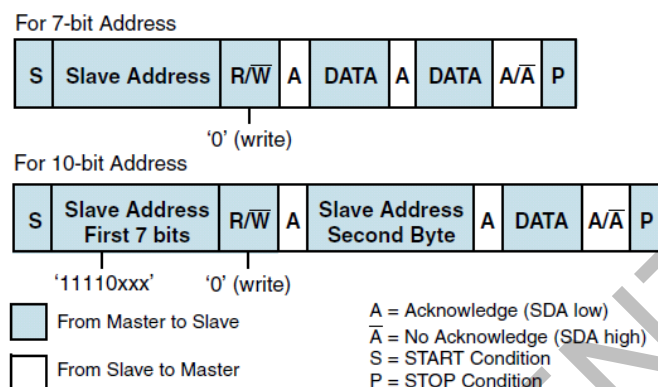 For 7-bit Address
S Slave Address R/W̅ A DATA A DATA A/A̅ P
'0' (write)
For 10-bit Address
S Slave Address First 7 bits R/W̅ A Slave Address Second Byte A DATA A/A̅ P
'11110xxx' '0' (write)
From Master to Slave
From Slave to Master
A = Acknowledge (SDA low)
A̅ = No Acknowledge (SDA high)
S = START Condition
P = STOP Condition